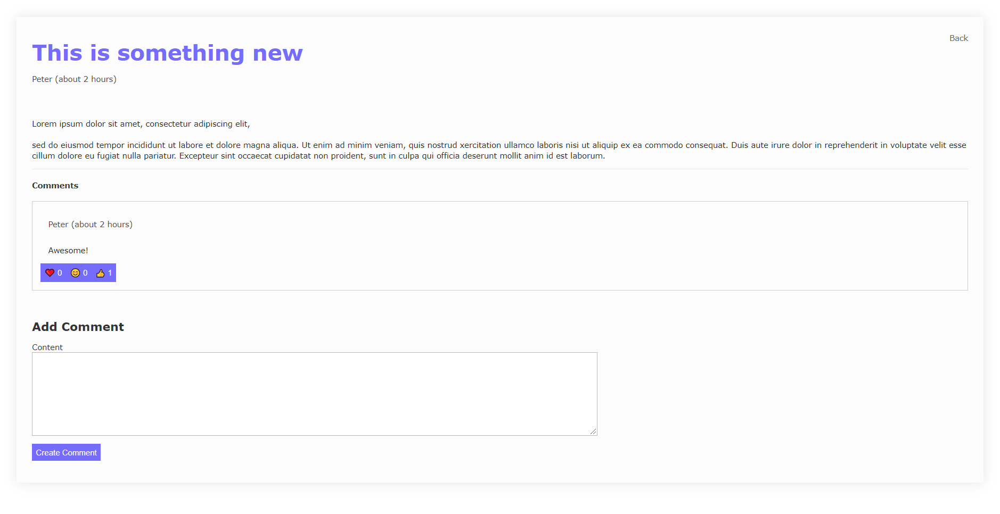 Back
This is something new
Peter (about 2 hours)
Lorem ipsum dolor sit amet, consectetur adipiscing elit,
sed do eiusmod tempor incididunt ut labore et dolore magna aliqua. Ut enim ad minim veniam, quis nostrud xercitation ullamco laboris nisi ut aliquip ex ea commodo consequat. Duis aute irure dolor in reprehenderit in voluptate velit esse
cillum dolore eu fugiat nulla pariatur. Excepteur sint occaecat cupidatat non proident, sunt in culpa qui officia deserunt mollit anim id est laborum.
Comments
Peter (about 2 hours)
Awesome!
❤️ 0 😊 0 👍 1
Add Comment
Content
Create Comment